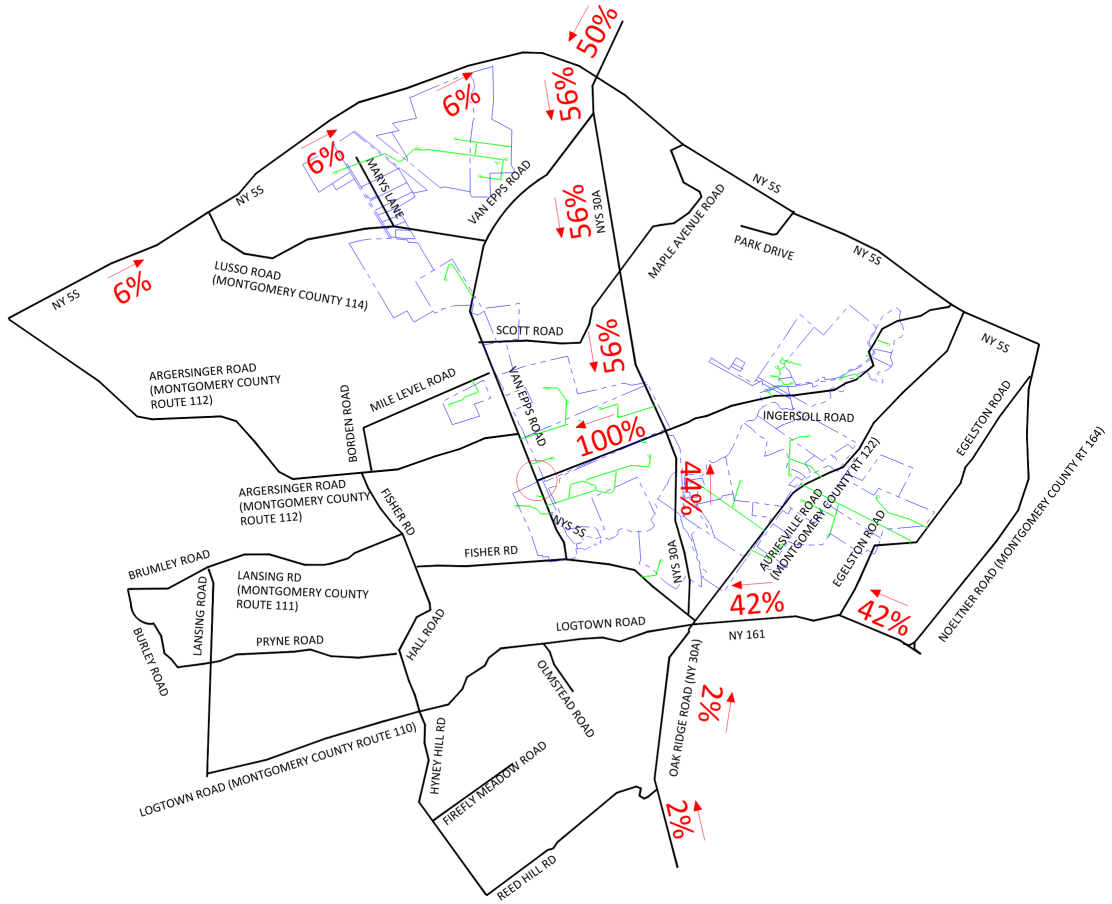 50%
56%
6%
6%
MARYS LANE
VAN EPPS ROAD
NY 5S
NY 5S
56%
NYS 30A
MAPLE AVENUE ROAD
PARK DRIVE
NY 5S
LUSSO ROAD
(MONTGOMERY COUNTY 114)
6%
NY 5S
SCOTT ROAD
56%
NY 5S
ARGERSINGER ROAD
(MONTGOMERY COUNTY
ROUTE 112)
BORDEN ROAD
MILE LEVEL ROAD
VAN EPPS ROAD
100%
INGERSOLL ROAD
EGELSTON ROAD
ARGERSINGER ROAD
(MONTGOMERY COUNTY
ROUTE 112)
FISHER RD
44%
NYS 5S
AURIESVILLE ROAD
(MONTGOMERY COUNTY RT 122)
EGELSTON ROAD
NOELTNER ROAD (MONTGOMERY COUNTY RT 164)
BRUMLEY ROAD
LANSING ROAD
LANSING RD
(MONTGOMERY COUNTY
ROUTE 111)
FISHER RD
NYS 30A
42%
42%
BURLEY ROAD
PRYNE ROAD
HALL ROAD
LOGTOWN ROAD
NY 161
OLMSTEAD ROAD
OAK RIDGE ROAD (NY 30A)
2%
LOGTOWN ROAD (MONTGOMERY COUNTY ROUTE 110)
HYNEY HILL RD
FIREFLY MEADOW ROAD
2%
REED HILL RD